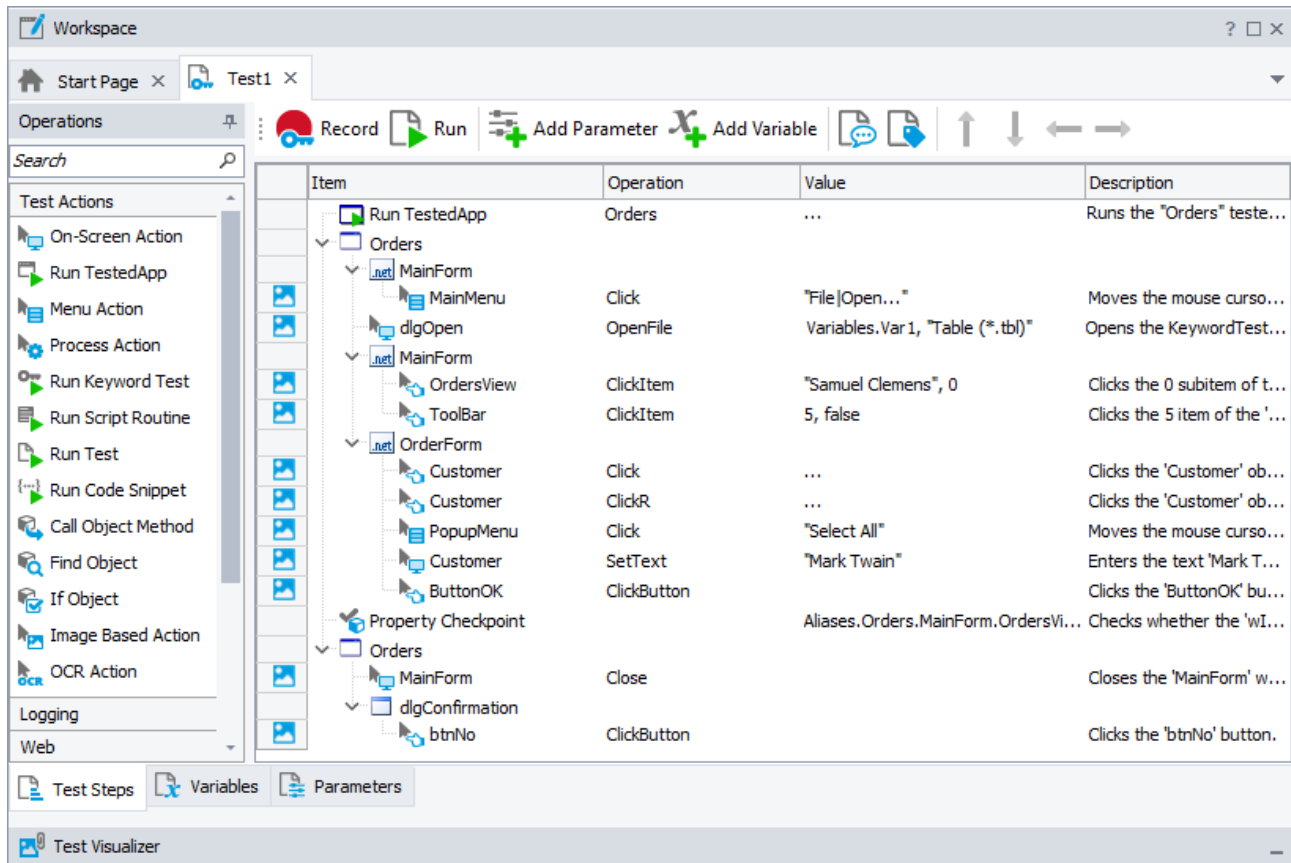 Workspace
Start Page
Test1
Operations
Record Run Add Parameter Add Variable
Search
Item Operation Value Description
Test Actions
On-Screen Action
Run TestedApp
Menu Action
Process Action
Run Keyword Test
Run Script Routine
Run Test
Run Code Snippet
Call Object Method
Find Object
If Object
Image Based Action
OCR Action
Logging
Web
Run TestedApp Orders ... Runs the "Orders" teste...
Orders
.net MainForm
MainMenu Click "File|Open..." Moves the mouse curso...
dlgOpen OpenFile Variables.Var1, "Table (*.tbl)" Opens the KeywordTest...
.net MainForm
OrdersView ClickItem "Samuel Clemens", 0 Clicks the 0 subitem of t...
ToolBar ClickItem 5, false Clicks the 5 item of the '...
.net OrderForm
Customer Click ... Clicks the 'Customer' ob...
Customer ClickR ... Clicks the 'Customer' ob...
PopupMenu Click "Select All" Moves the mouse curso...
Customer SetText "Mark Twain" Enters the text 'Mark T...
ButtonOK ClickButton Clicks the 'ButtonOK' bu...
Property Checkpoint Aliases.Orders.MainForm.OrdersVi... Checks whether the 'wI...
Orders
MainForm Close Closes the 'MainForm' w...
dlgConfirmation
btnNo ClickButton Clicks the 'btnNo' button.
Test Steps Variables Parameters
Test Visualizer